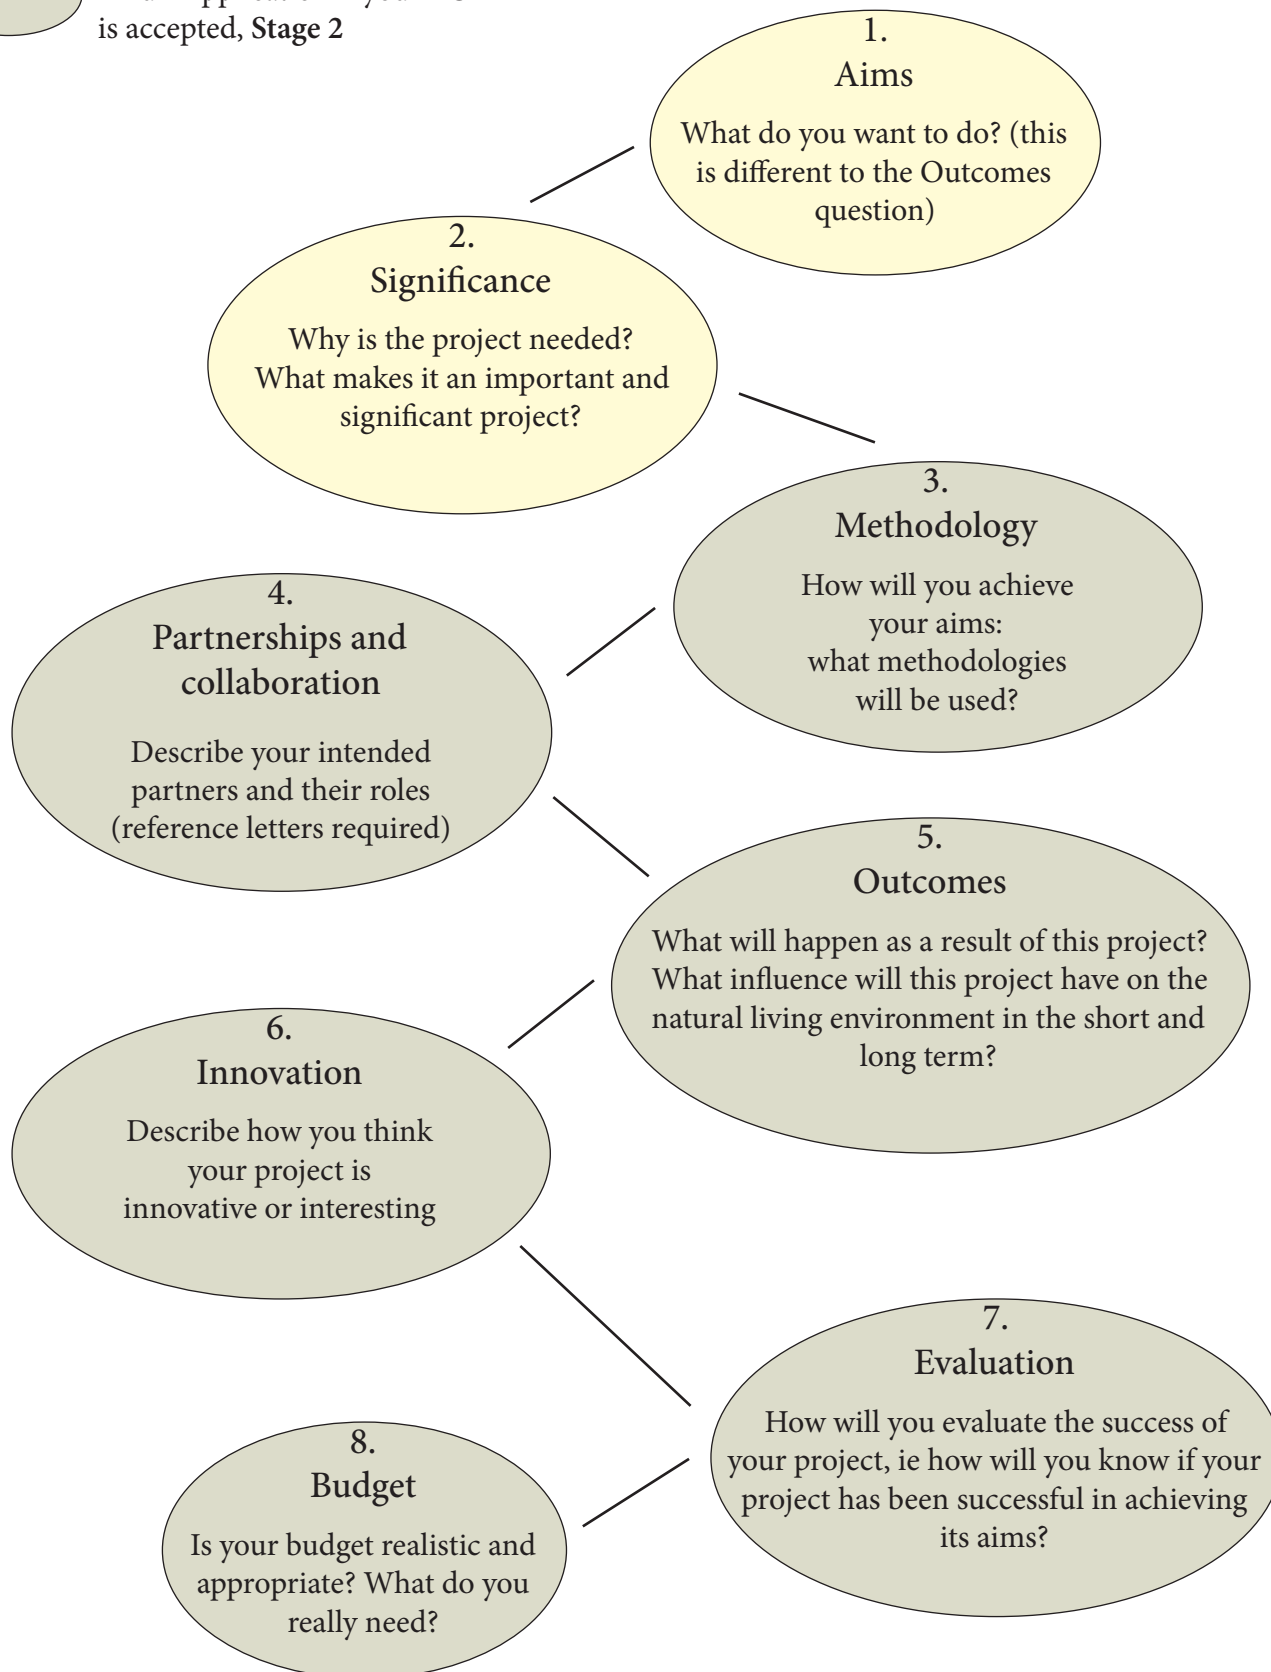 is accepted, Stage 2
1.
Aims
What do you want to do? (this
is different to the Outcomes
question)
2.
Significance
Why is the project needed?
What makes it an important and
significant project?
3.
Methodology
How will you achieve
your aims:
what methodologies
will be used?
4.
Partnerships and
collaboration
Describe your intended
partners and their roles
(reference letters required)
5.
Outcomes
What will happen as a result of this project?
What influence will this project have on the
natural living environment in the short and
long term?
6.
Innovation
Describe how you think
your project is
innovative or interesting
7.
Evaluation
How will you evaluate the success of
your project, ie how will you know if your
project has been successful in achieving
its aims?
8.
Budget
Is your budget realistic and
appropriate? What do you
really need?